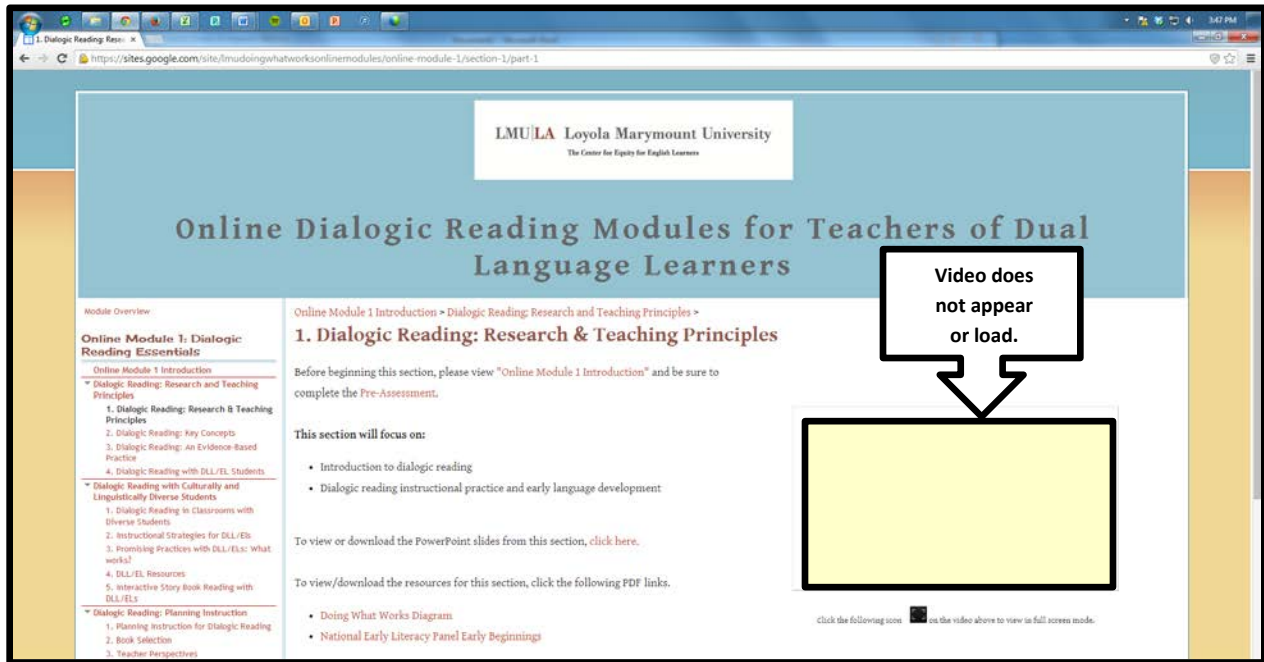 3:47 PM
1. Dialogic Reading: Rese
https://sites.google.com/site/lmudoingwhatworksonlinemodules/online-module-1/section-1/part-1
LMU|LA Loyola Marymount University
The Center for Equity for English Learners
Online Dialogic Reading Modules for Teachers of Dual
Language Learners
Video does
not appear
or load.
Module Overview
Online Module 1: Dialogic
Reading Essentials
Online Module 1 Introduction
Dialogic Reading: Research and Teaching
Principles
1. Dialogic Reading: Research & Teaching
Principles
2. Dialogic Reading: Key Concepts
3. Dialogic Reading: An Evidence-Based
Practice
4. Dialogic Reading with DLL/EL Students
Dialogic Reading with Culturally and
Linguistically Diverse Students
1. Dialogic Reading in Classrooms with
Diverse Students
2. Instructional Strategies for DLL/Els
3. Promising Practices with DLL/ELs: What
works?
4. DLL/EL Resources
5. Interactive Story Book Reading with
DLL/ELs
Dialogic Reading: Planning Instruction
1. Planning Instruction for Dialogic Reading
2. Book Selection
3. Teacher Perspectives
Online Module 1 Introduction > Dialogic Reading: Research and Teaching Principles >
1. Dialogic Reading: Research & Teaching Principles
Before beginning this section, please view "Online Module 1 Introduction" and be sure to
complete the Pre-Assessment.
This section will focus on:
• Introduction to dialogic reading
• Dialogic reading instructional practice and early language development
To view or download the PowerPoint slides from this section, click here.
To view/download the resources for this section, click the following PDF links.
• Doing What Works Diagram
• National Early Literacy Panel Early Beginnings
Click the following icon on the video above to view in full screen mode.